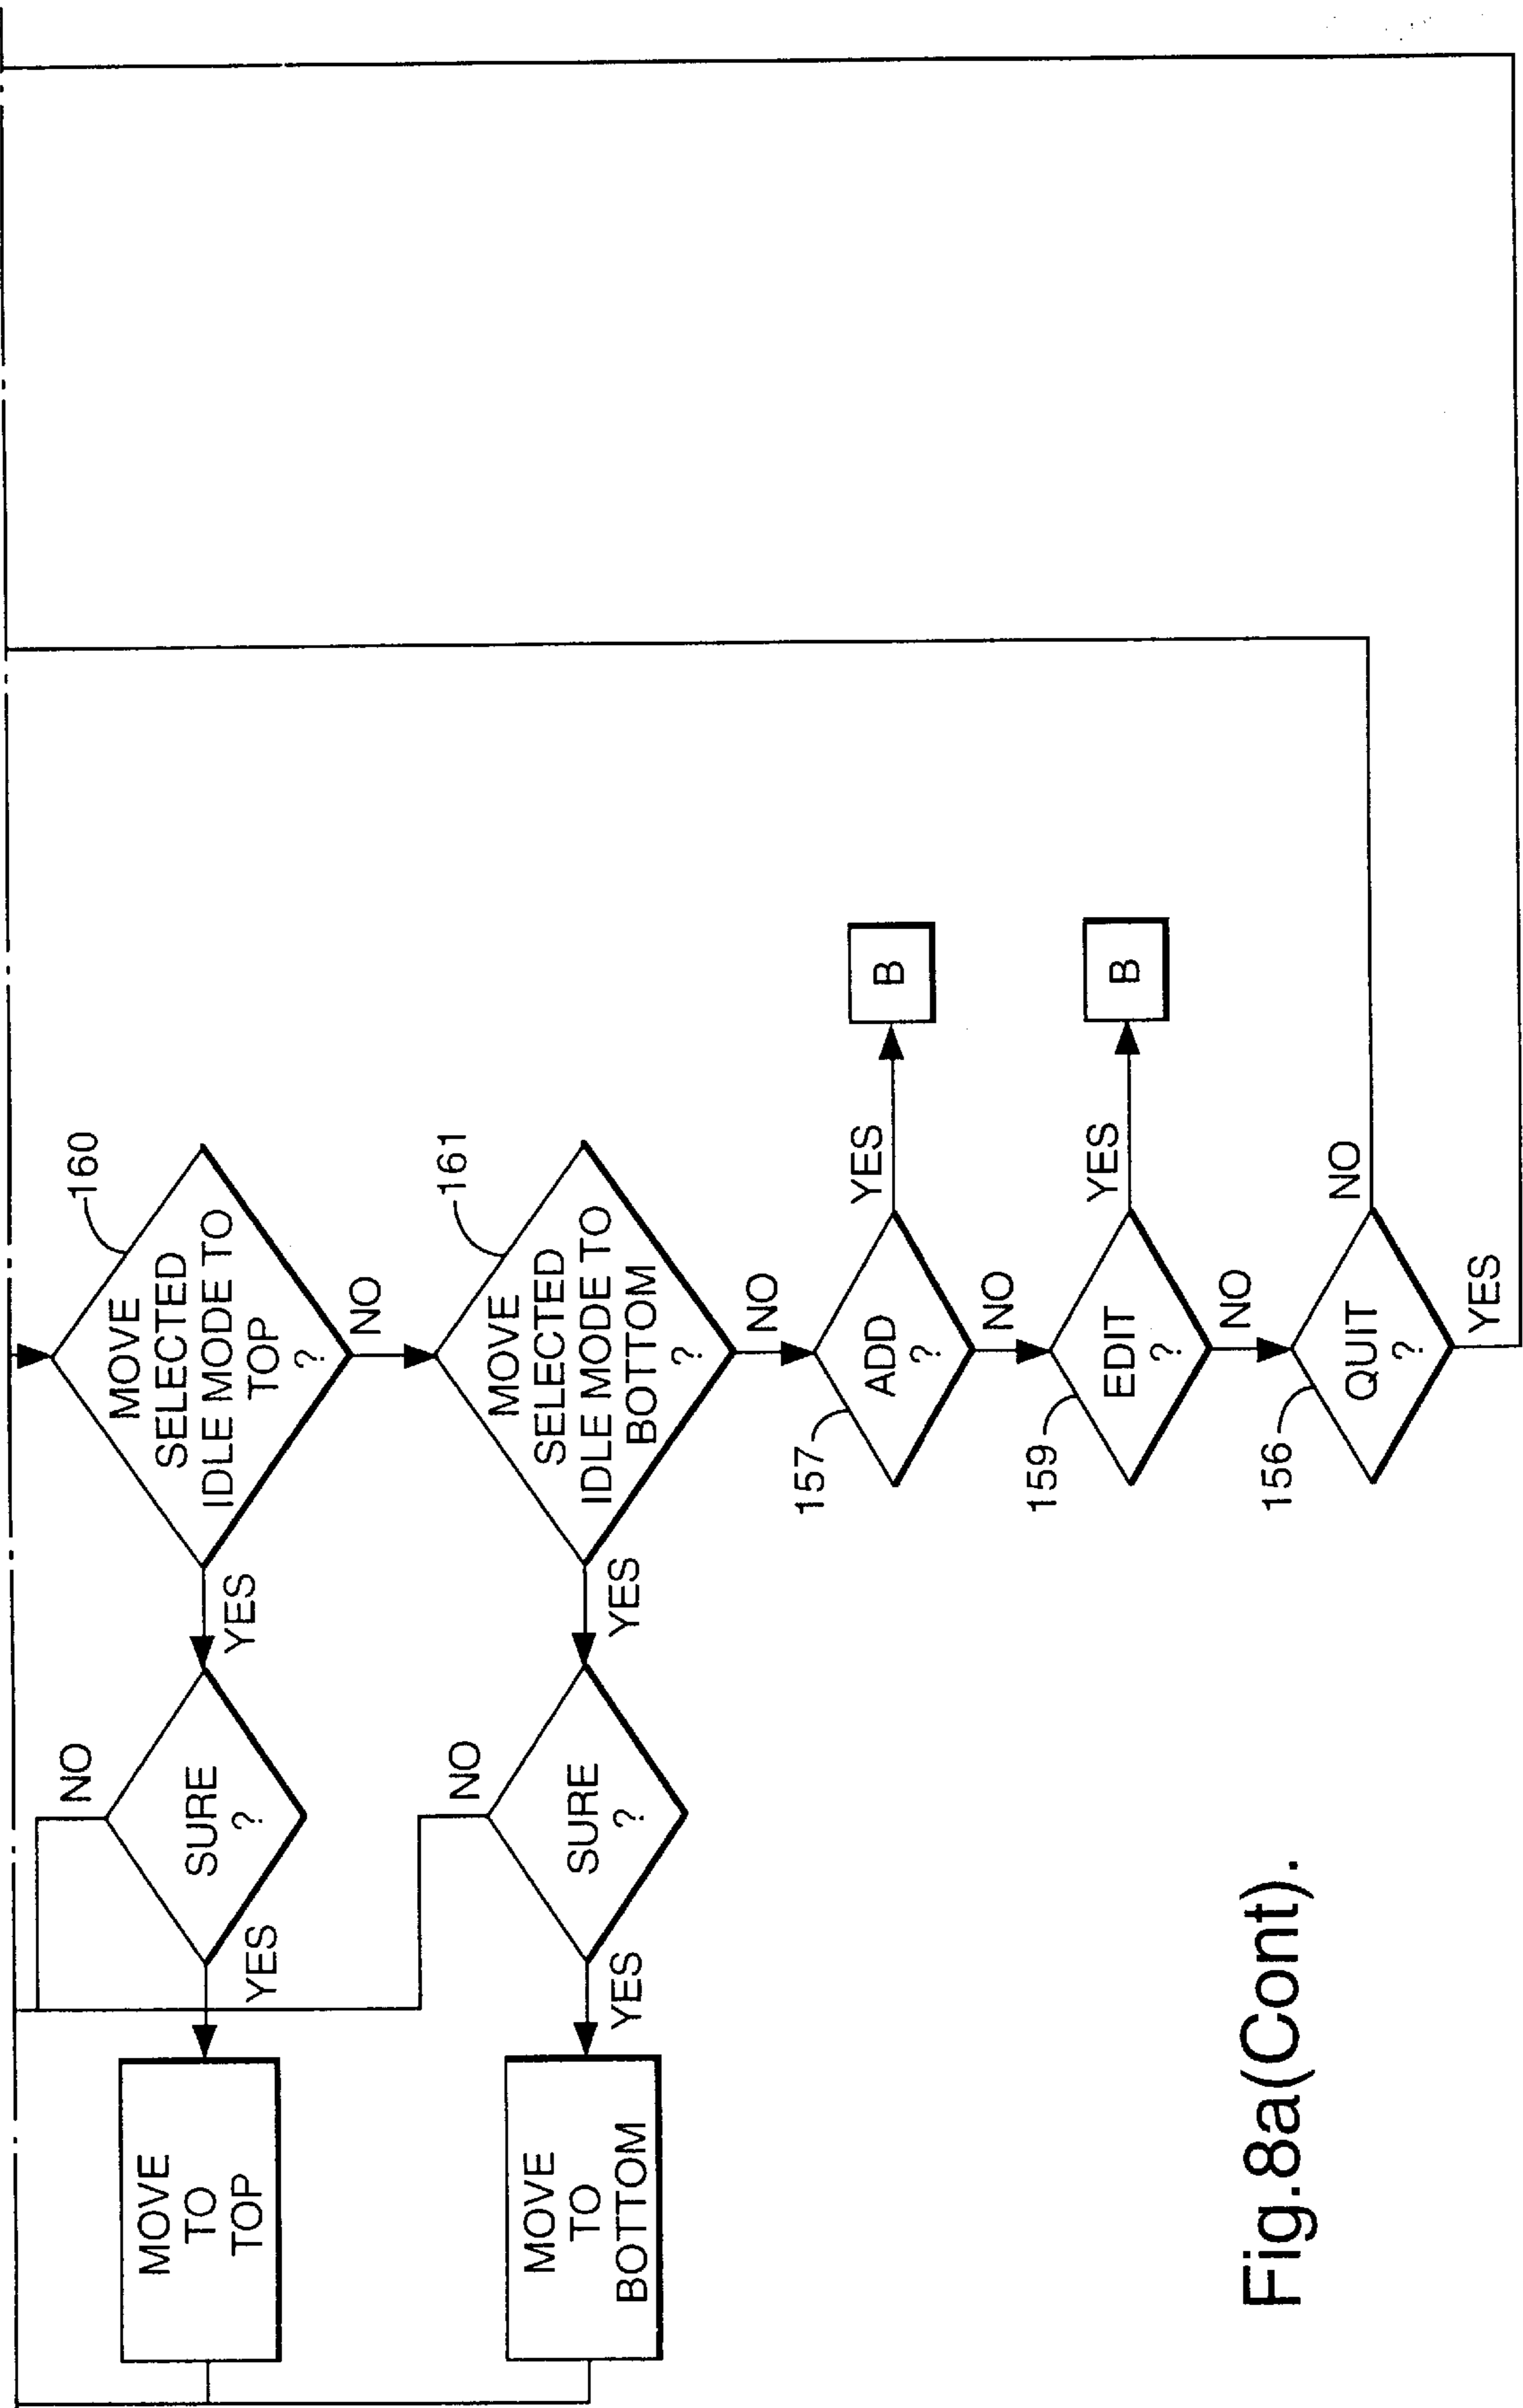 160
MOVE
SELECTED
IDLE MODE TO
TOP
?
YES
NO
SURE
?
NO
YES
MOVE
TO
TOP
161
MOVE
SELECTED
IDLE MODE TO
BOTTOM
?
YES
NO
SURE
?
NO
YES
MOVE
TO
BOTTOM
157
ADD
?
YES
B
NO
159
EDIT
?
YES
B
NO
156
QUIT
?
NO
YES
Fig.8a(Cont).